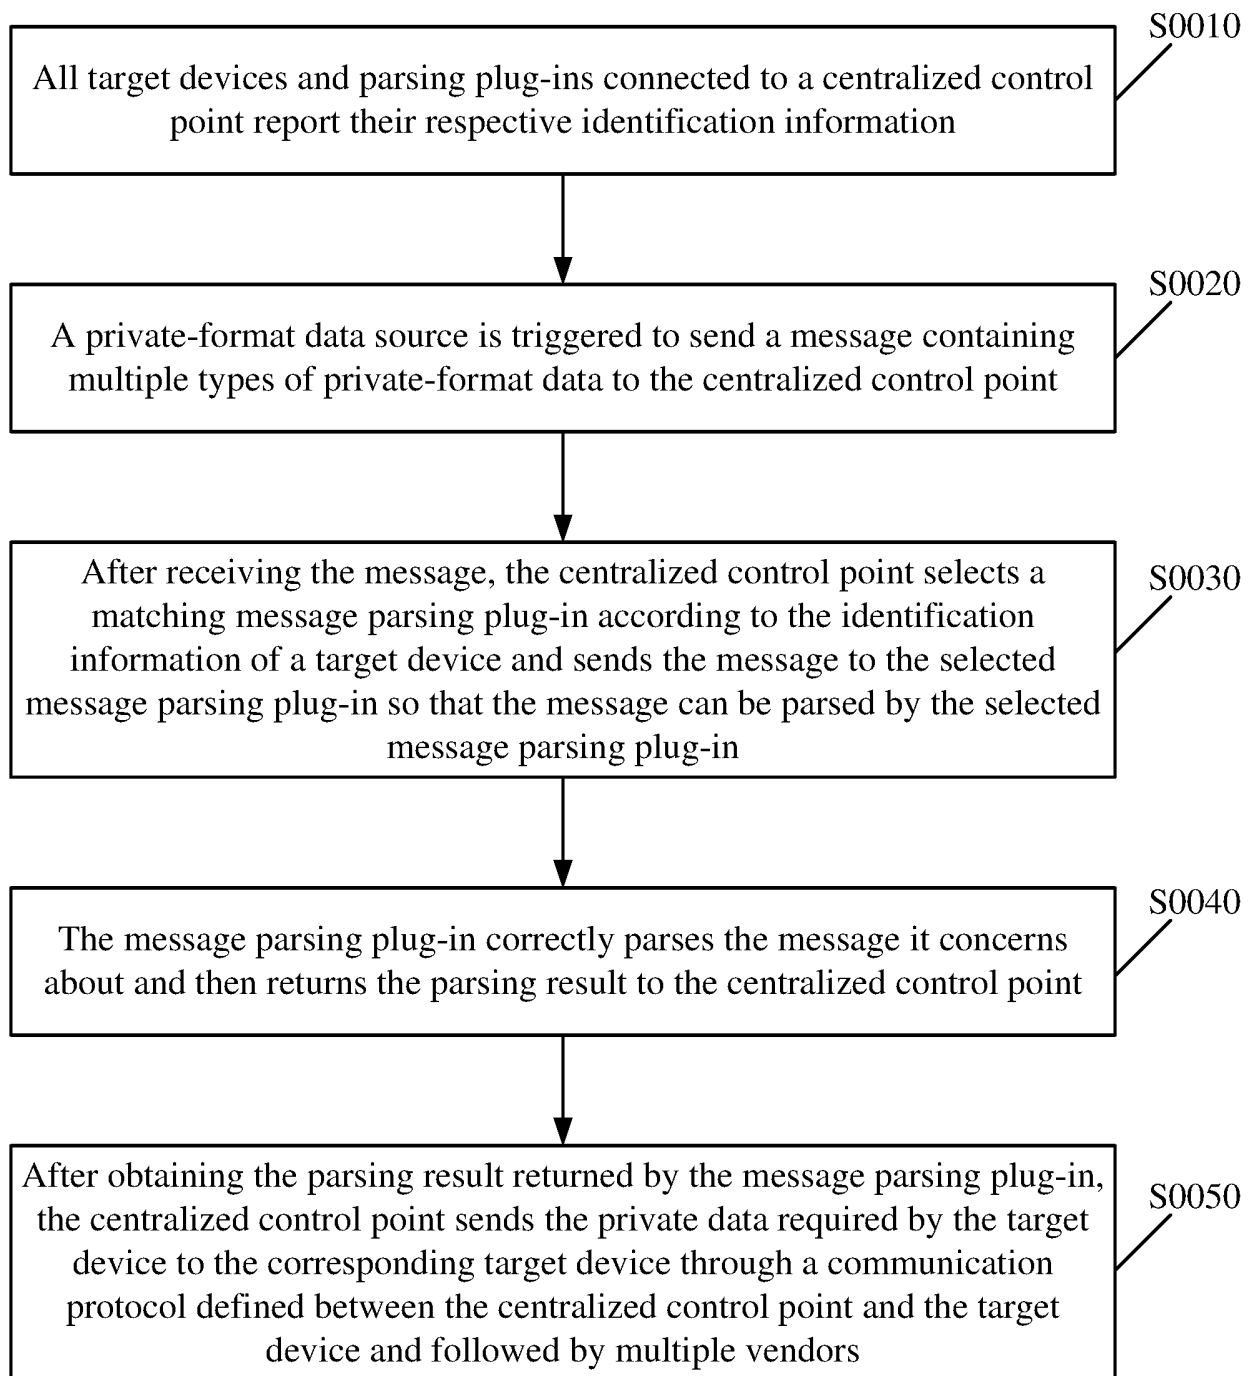 S0010
All target devices and parsing plug-ins connected to a centralized control
point report their respective identification information
S0020
A private-format data source is triggered to send a message containing
multiple types of private-format data to the centralized control point
S0030
After receiving the message, the centralized control point selects a
matching message parsing plug-in according to the identification
information of a target device and sends the message to the selected
message parsing plug-in so that the message can be parsed by the selected
message parsing plug-in
S0040
The message parsing plug-in correctly parses the message it concerns
about and then returns the parsing result to the centralized control point
S0050
After obtaining the parsing result returned by the message parsing plug-in,
the centralized control point sends the private data required by the target
device to the corresponding target device through a communication
protocol defined between the centralized control point and the target
device and followed by multiple vendors